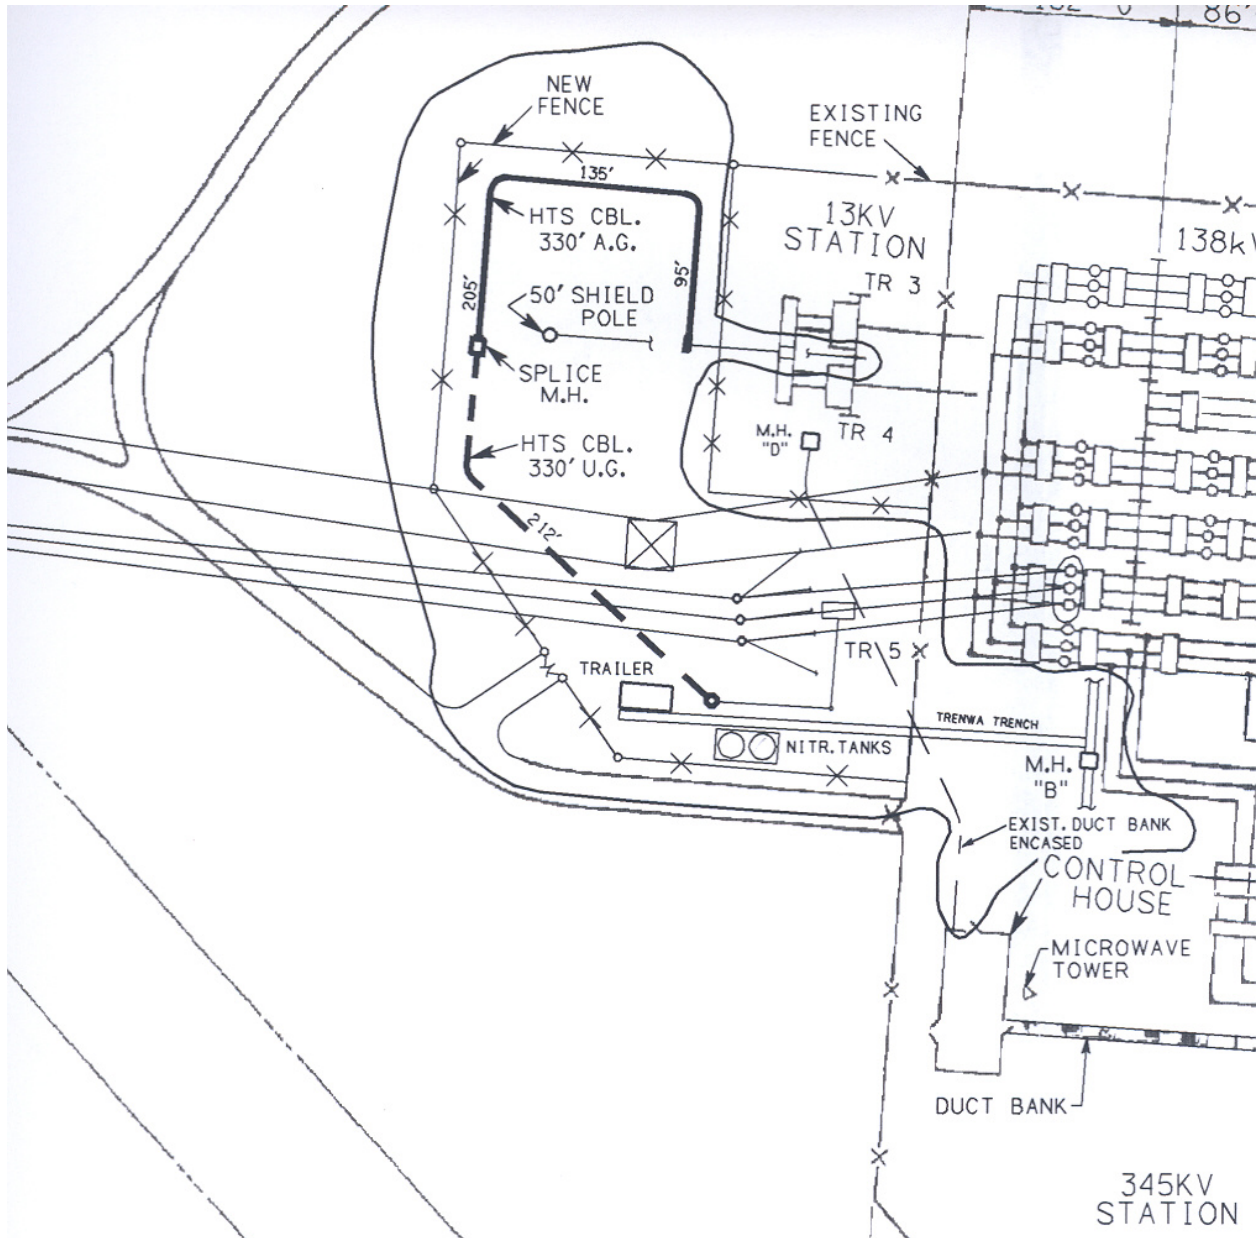 86'
NEW
FENCE
EXISTING
FENCE
135'
HTS CBL.
330' A.G.
13KV
STATION
138kV
TR 3
205'
95'
50' SHIELD
POLE
SPLICE
M.H.
M.H.
"D"
TR 4
HTS CBL.
330' U.G.
212'
TRAILER
TR 5
TRENWA TRENCH
NITR. TANKS
M.H.
"B"
EXIST. DUCT BANK
ENCASED
CONTROL
HOUSE
MICROWAVE
TOWER
DUCT BANK
345KV
STATION